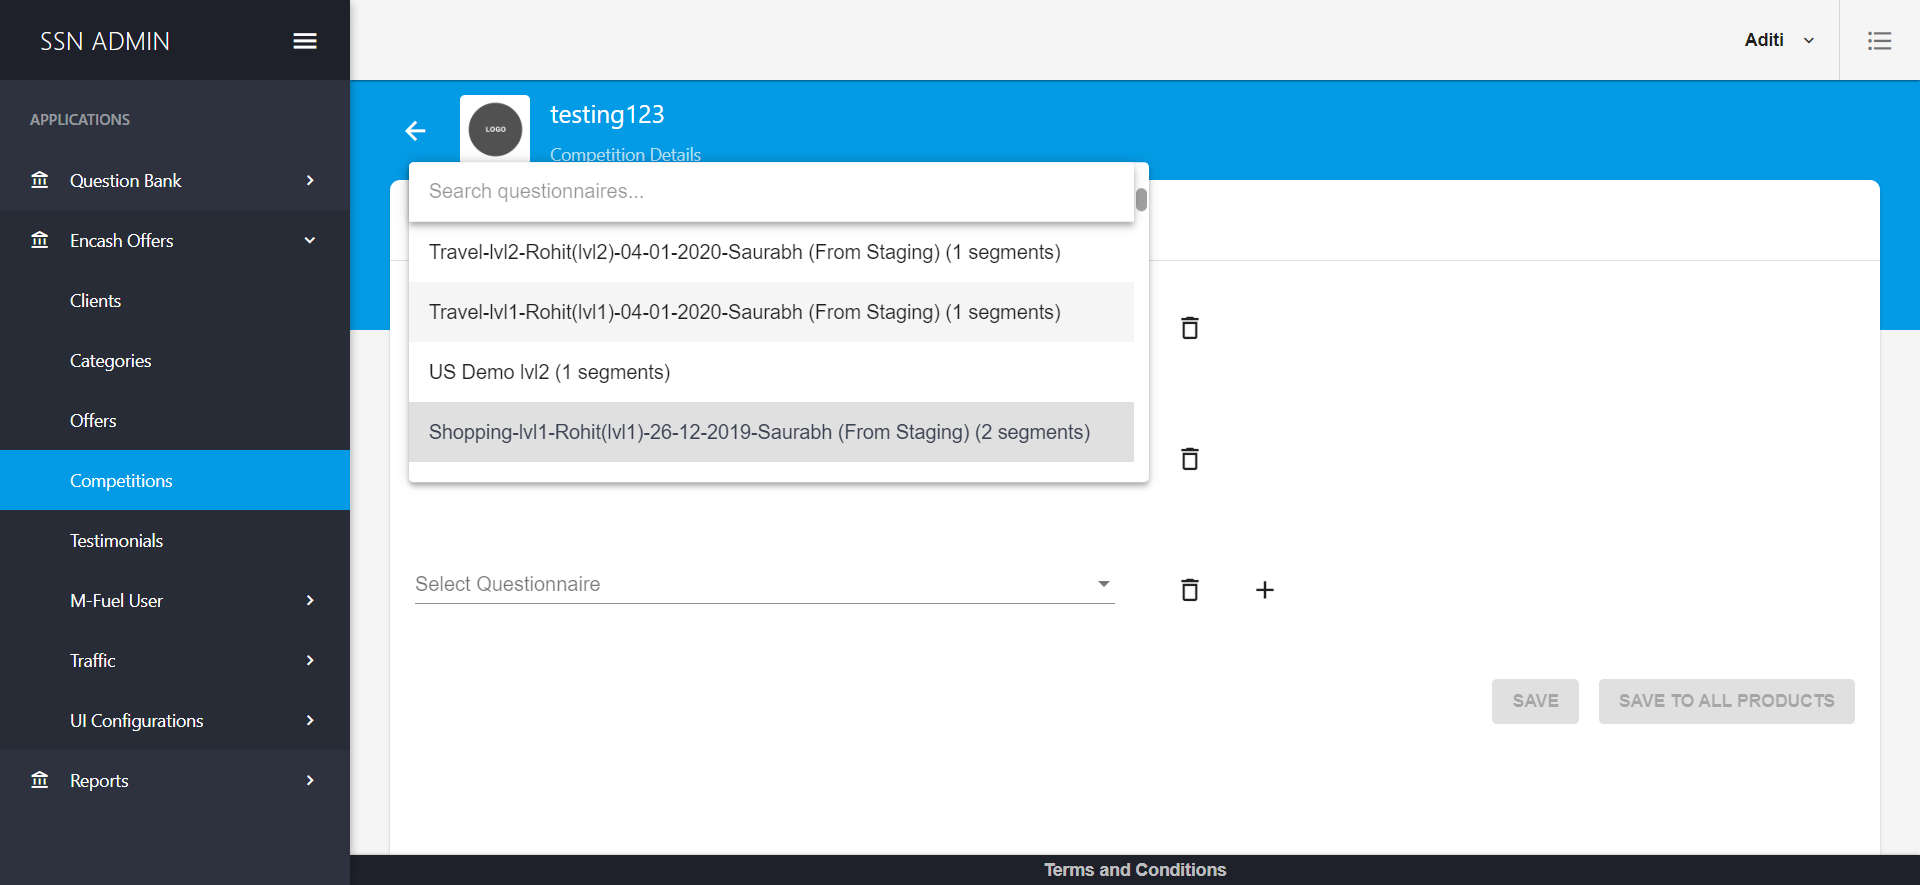 SSN ADMIN
Aditi
APPLICATIONS
Question Bank
Encash Offers
Clients
Categories
Offers
Competitions
Testimonials
M-Fuel User
Traffic
UI Configurations
Reports
LOGO
testing123
Competition Details
Search questionnaires...
Travel-lvl2-Rohit(lvl2)-04-01-2020-Saurabh (From Staging) (1 segments)
Travel-lvl1-Rohit(lvl1)-04-01-2020-Saurabh (From Staging) (1 segments)
US Demo lvl2 (1 segments)
Shopping-lvl1-Rohit(lvl1)-26-12-2019-Saurabh (From Staging) (2 segments)
Select Questionnaire
SAVE
SAVE TO ALL PRODUCTS
Terms and Conditions